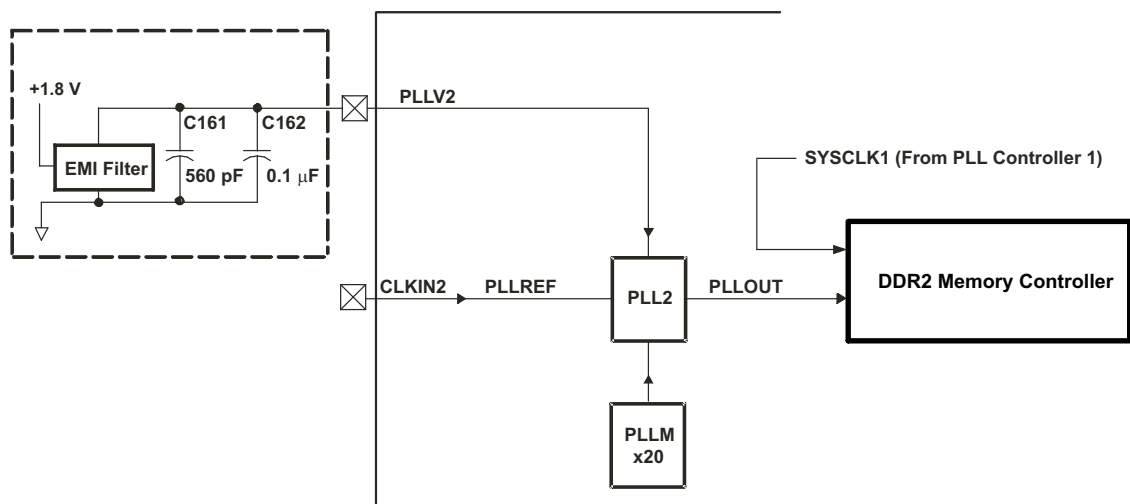 +1.8 V
C161
C162
EMI Filter
560 pF
0.1 μF
PLLV2
SYSCLK1 (From PLL Controller 1)
CLKIN2
PLLREF
PLL2
PLLOUT
DDR2 Memory Controller
PLLM
x20